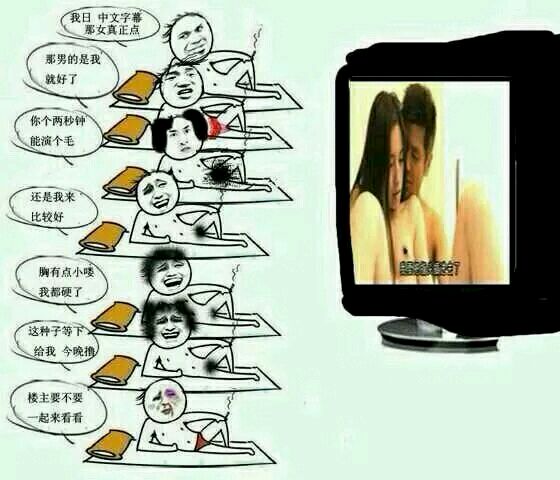 我日 中文字幕
那女真正点
那男的是我
就好了
你个两秒钟
能演个毛
还是我来
比较好
胸有点小喽
我都硬了
这种子等下
给我 今晚撸
楼主要不要
一起来看看